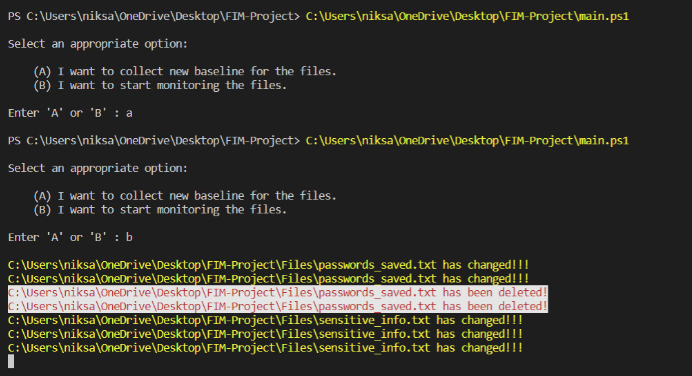 PS C:\Users\niksa\OneDrive\Desktop\FIM-Project> C:\Users\niksa\OneDrive\Desktop\FIM-Project\main.ps1
Select an appropriate option:
(A) I want to collect new baseline for the files.
(B) I want to start monitoring the files.
Enter 'A' or 'B' : a
PS C:\Users\niksa\OneDrive\Desktop\FIM-Project> C:\Users\niksa\OneDrive\Desktop\FIM-Project\main.ps1
Select an appropriate option:
(A) I want to collect new baseline for the files.
(B) I want to start monitoring the files.
Enter 'A' or 'B' : b
C:\Users\niksa\OneDrive\Desktop\FIM-Project\Files\passwords_saved.txt has changed!!!
C:\Users\niksa\OneDrive\Desktop\FIM-Project\Files\passwords_saved.txt has changed!!!
C:\Users\niksa\OneDrive\Desktop\FIM-Project\Files\passwords_saved.txt has been deleted!
C:\Users\niksa\OneDrive\Desktop\FIM-Project\Files\passwords_saved.txt has been deleted!
C:\Users\niksa\OneDrive\Desktop\FIM-Project\Files\sensitive_info.txt has changed!!!
C:\Users\niksa\OneDrive\Desktop\FIM-Project\Files\sensitive_info.txt has changed!!!
C:\Users\niksa\OneDrive\Desktop\FIM-Project\Files\sensitive_info.txt has changed!!!